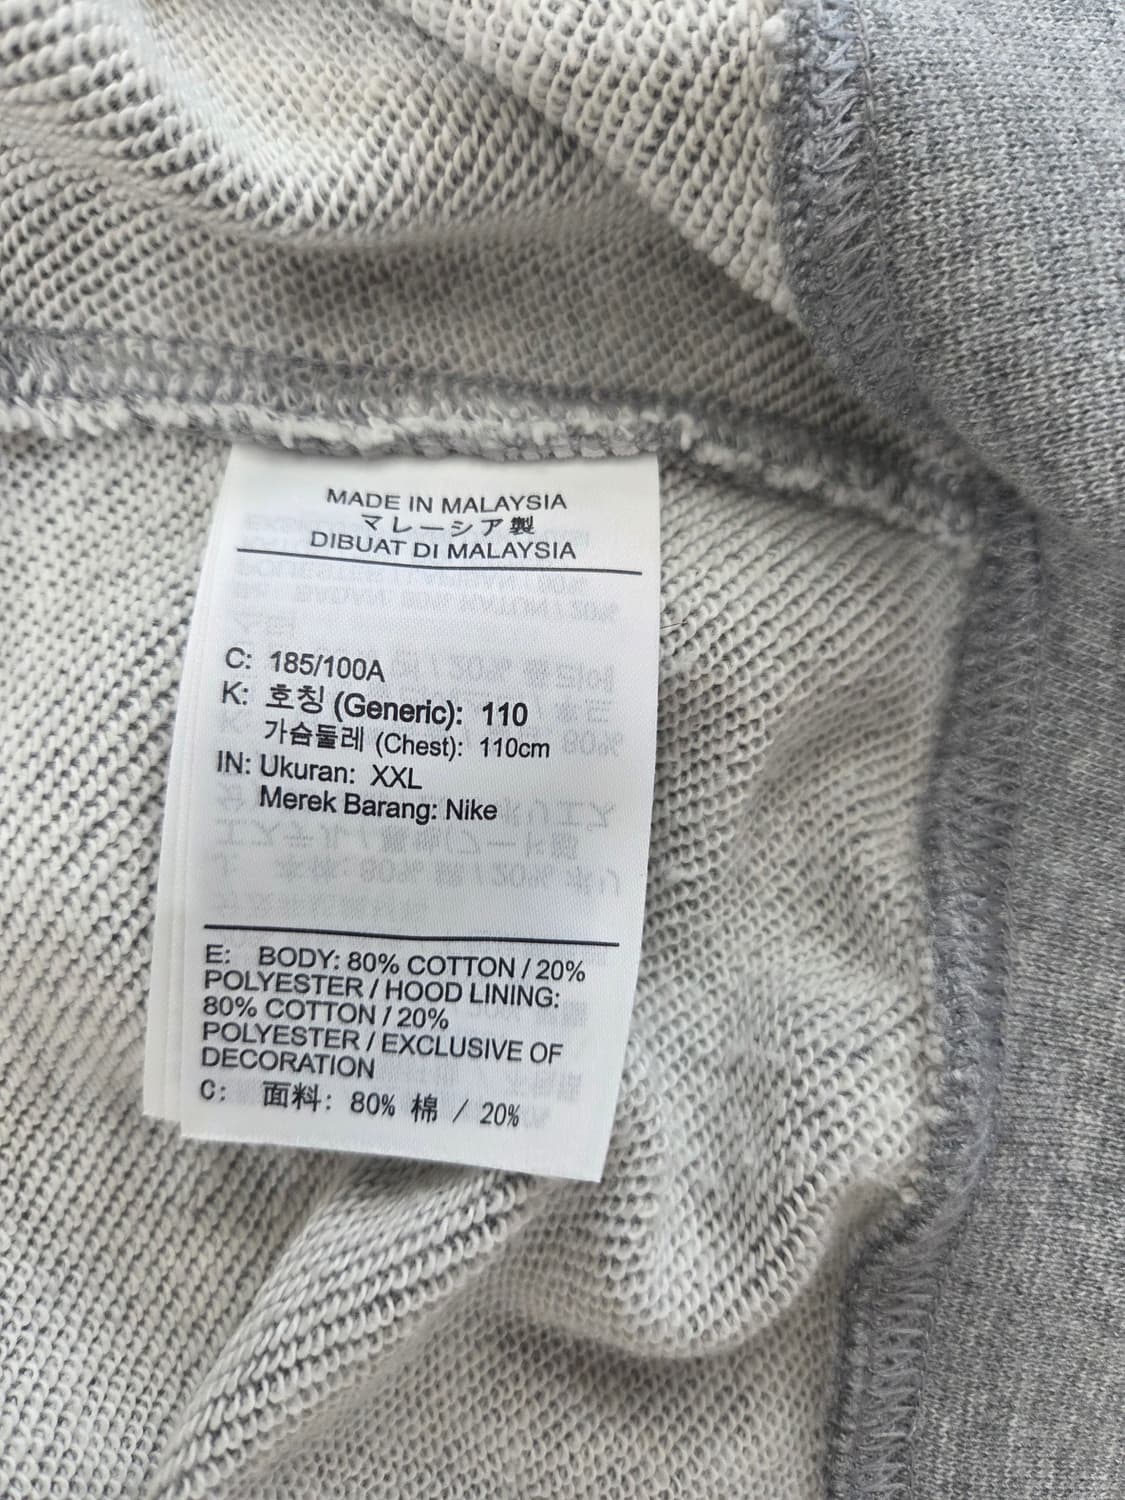 MADE IN MALAYSIA
マレーシア製
DIBUAT DI MALAYSIA
C: 185/100A
K: 호칭 (Generic): 110
가슴둘레 (Chest): 110cm
IN: Ukuran: XXL
Merek Barang: Nike
E: BODY: 80% COTTON / 20%
POLYESTER / HOOD LINING:
80% COTTON / 20%
POLYESTER / EXCLUSIVE OF
DECORATION
C: 面料: 80% 棉 / 20%